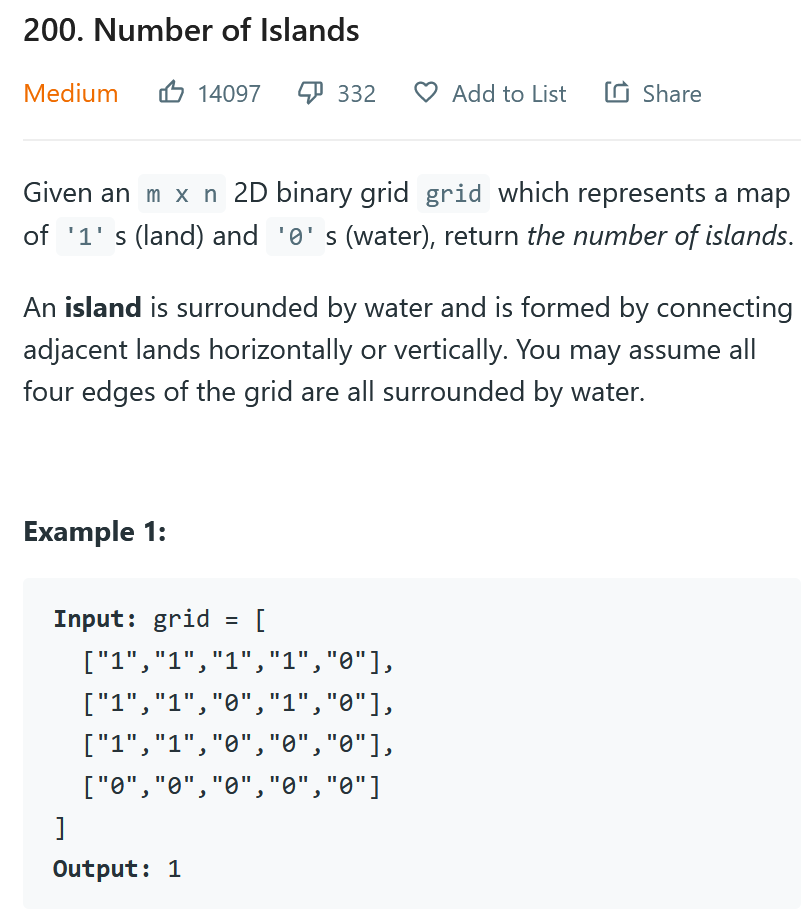 200. Number of Islands
Medium 14097 332 Add to List Share
Given an m x n 2D binary grid grid which represents a map
of '1' s (land) and '0' s (water), return the number of islands.
An island is surrounded by water and is formed by connecting
adjacent lands horizontally or vertically. You may assume all
four edges of the grid are all surrounded by water.
Example 1:
Input: grid = [
["1","1","1","1","0"],
["1","1","0","1","0"],
["1","1","0","0","0"],
["0","0","0","0","0"]
]
Output: 1